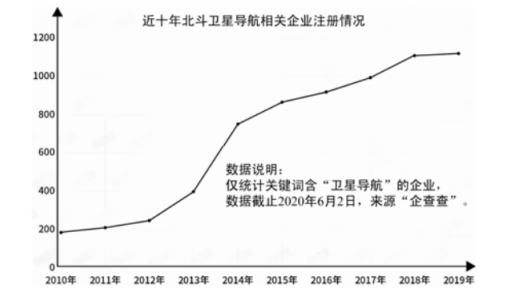 近十年北斗卫星导航相关企业注册情况
1200
1000
800
600
400
200
0
数据说明：
仅统计关键词含“卫星导航”的企业，
数据截止2020年6月2日，来源“企查查”。
2010年 2011年 2012年 2013年 2014年 2015年 2016年 2017年 2018年 2019年